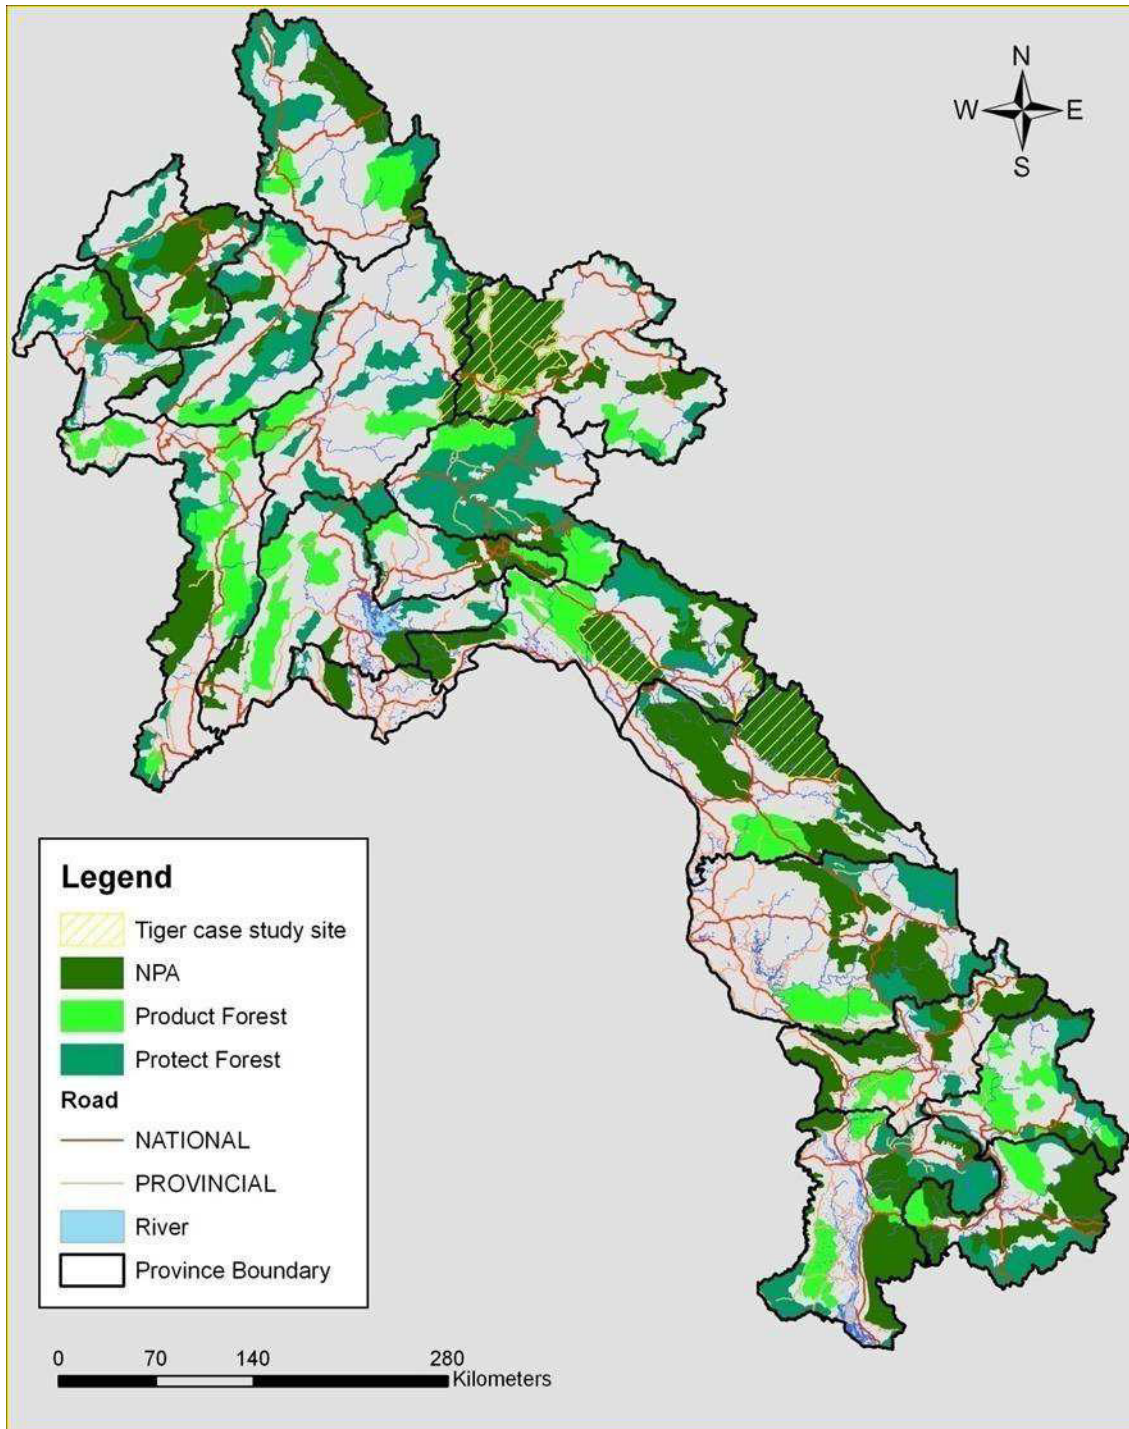 N
W E
S
Legend
Tiger case study site
NPA
Product Forest
Protect Forest
Road
NATIONAL
PROVINCIAL
River
Province Boundary
0 70 140 280
Kilometers